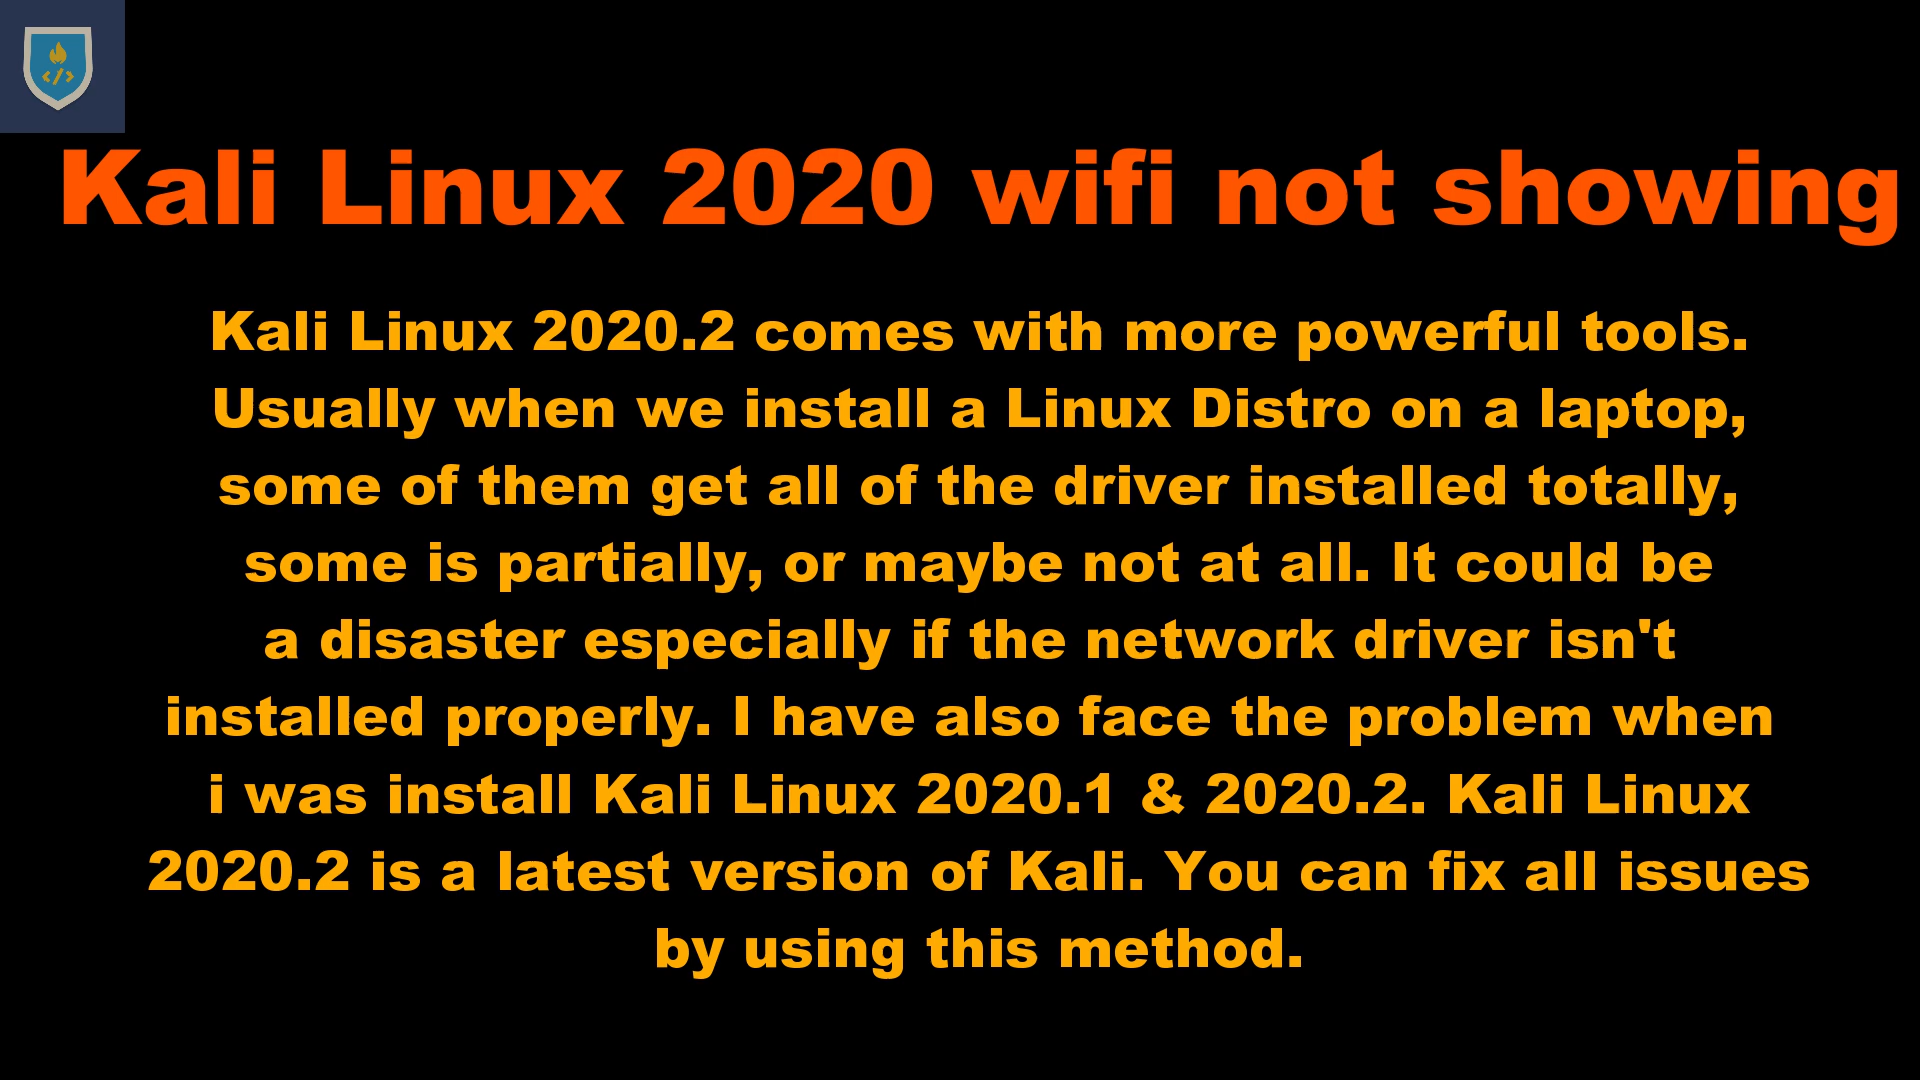 Kali Linux 2020 wifi not showing
Kali Linux 2020.2 comes with more powerful tools.
Usually when we install a Linux Distro on a laptop,
some of them get all of the driver installed totally,
some is partially, or maybe not at all. It could be
a disaster especially if the network driver isn't
installed properly. I have also face the problem when
i was install Kali Linux 2020.1 & 2020.2. Kali Linux
2020.2 is a latest version of Kali. You can fix all issues
by using this method.